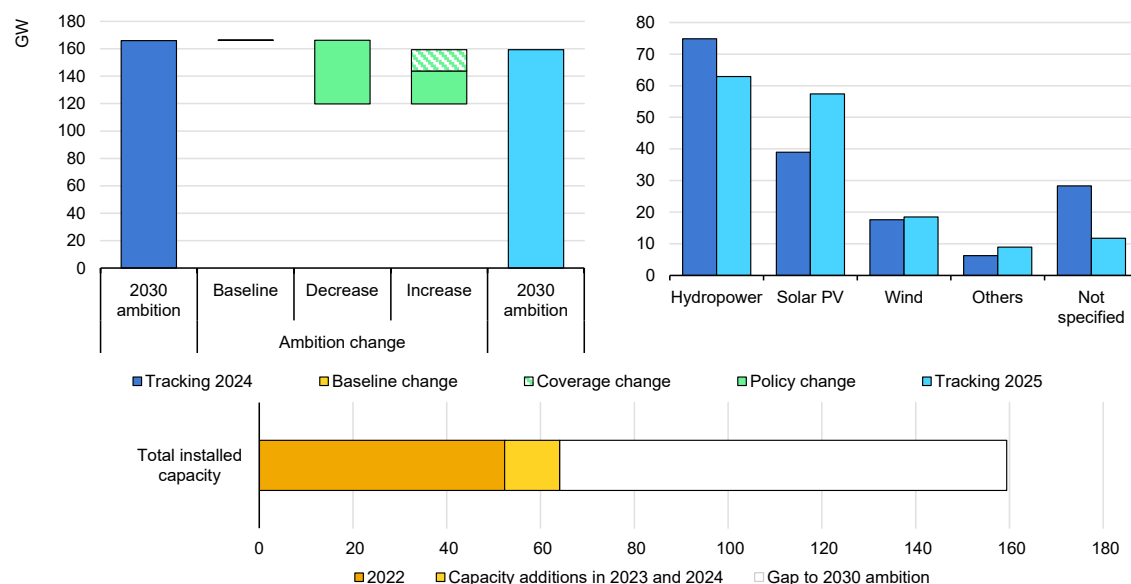 GW
180
160
140
120
100
80
60
40
20
0
2030
ambition
Baseline
Decrease
Increase
2030
ambition
Ambition change
80
70
60
50
40
30
20
10
0
Hydropower
Solar PV
Wind
Others
Not
specified
Tracking 2024
Baseline change
Coverage change
Policy change
Tracking 2025
Total installed
capacity
0
20
40
60
80
100
120
140
160
180
2022
Capacity additions in 2023 and 2024
Gap to 2030 ambition